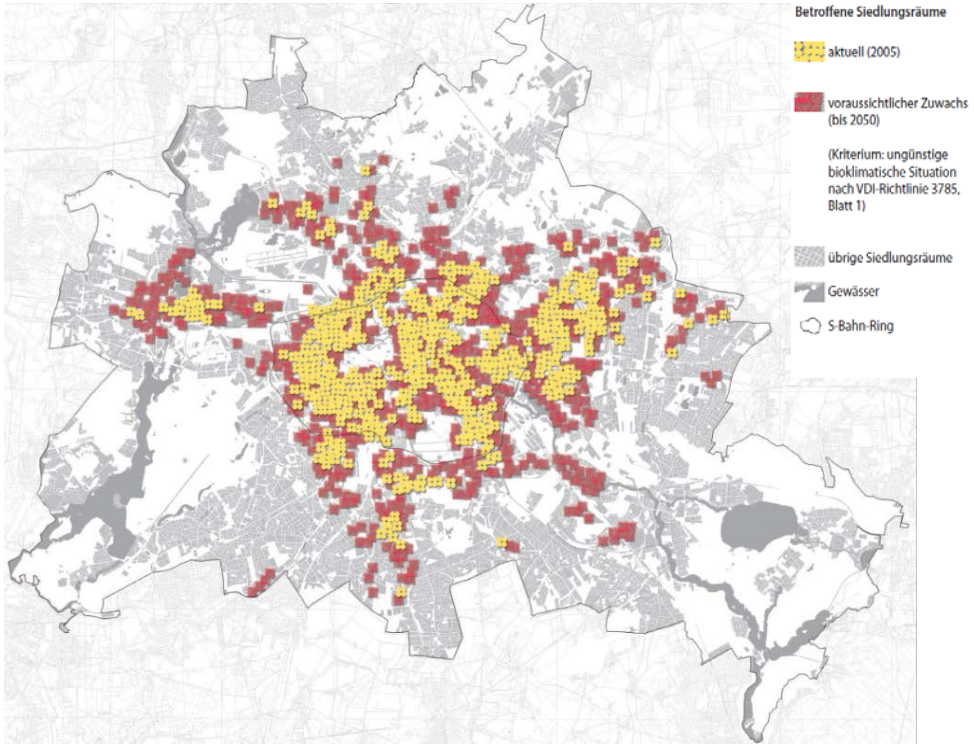 Betroffene Siedlungsräume
aktuell (2005)
voraussichtlicher Zuwachs
(bis 2050)
(Kriterium: ungünstige
bioklimatische Situation
nach VDI-Richtlinie 3785,
Blatt 1)
übrige Siedlungsräume
Gewässer
S-Bahn-Ring